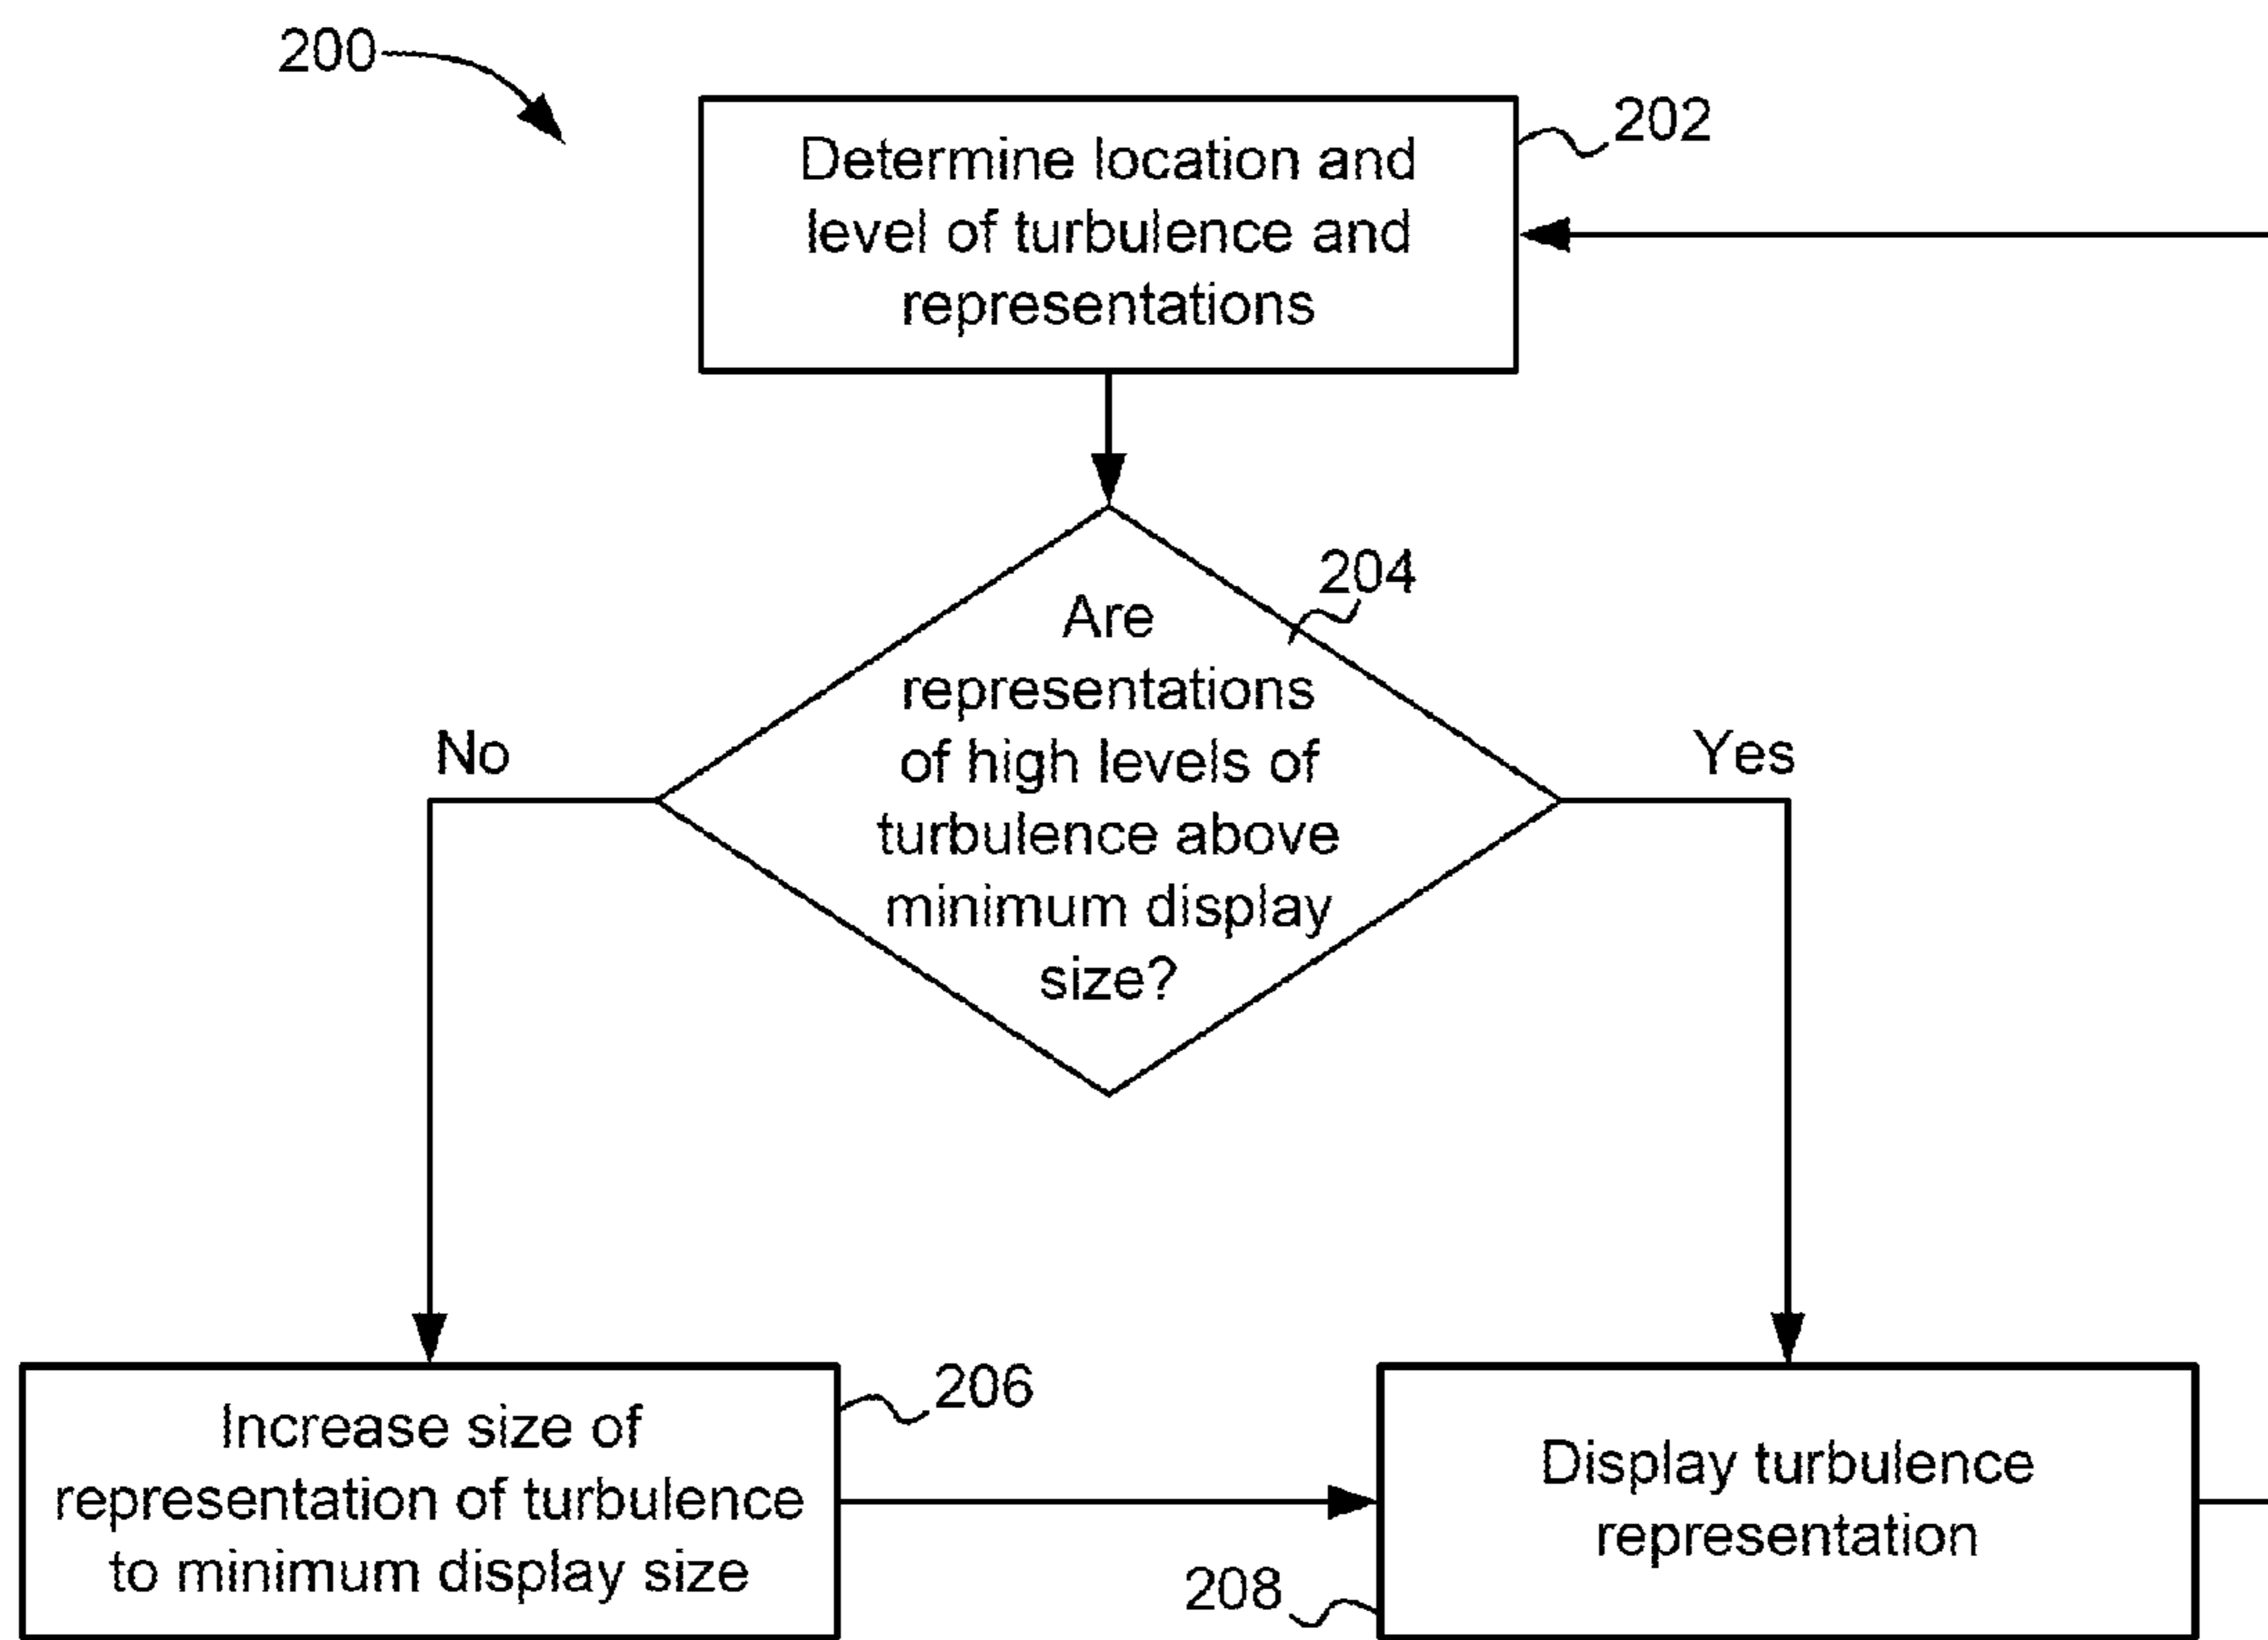 200
202
Determine location and
level of turbulence and
representations
204
Are
representations
of high levels of
turbulence above
minimum display
size?
No
Yes
206
Increase size of
representation of turbulence
to minimum display size
Display turbulence
representation
208